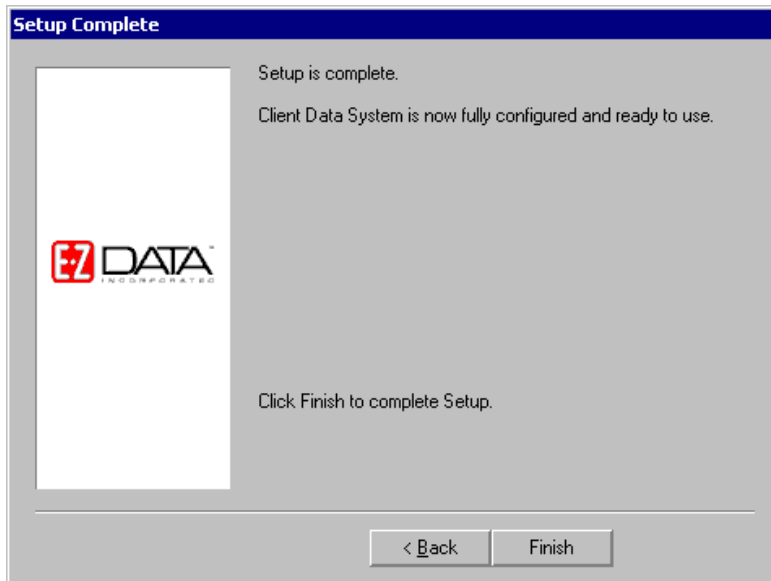 Setup Complete
Setup is complete.
Client Data System is now fully configured and ready to use.
E·Z DATA™
INCORPORATED
Click Finish to complete Setup.
< Back
Finish